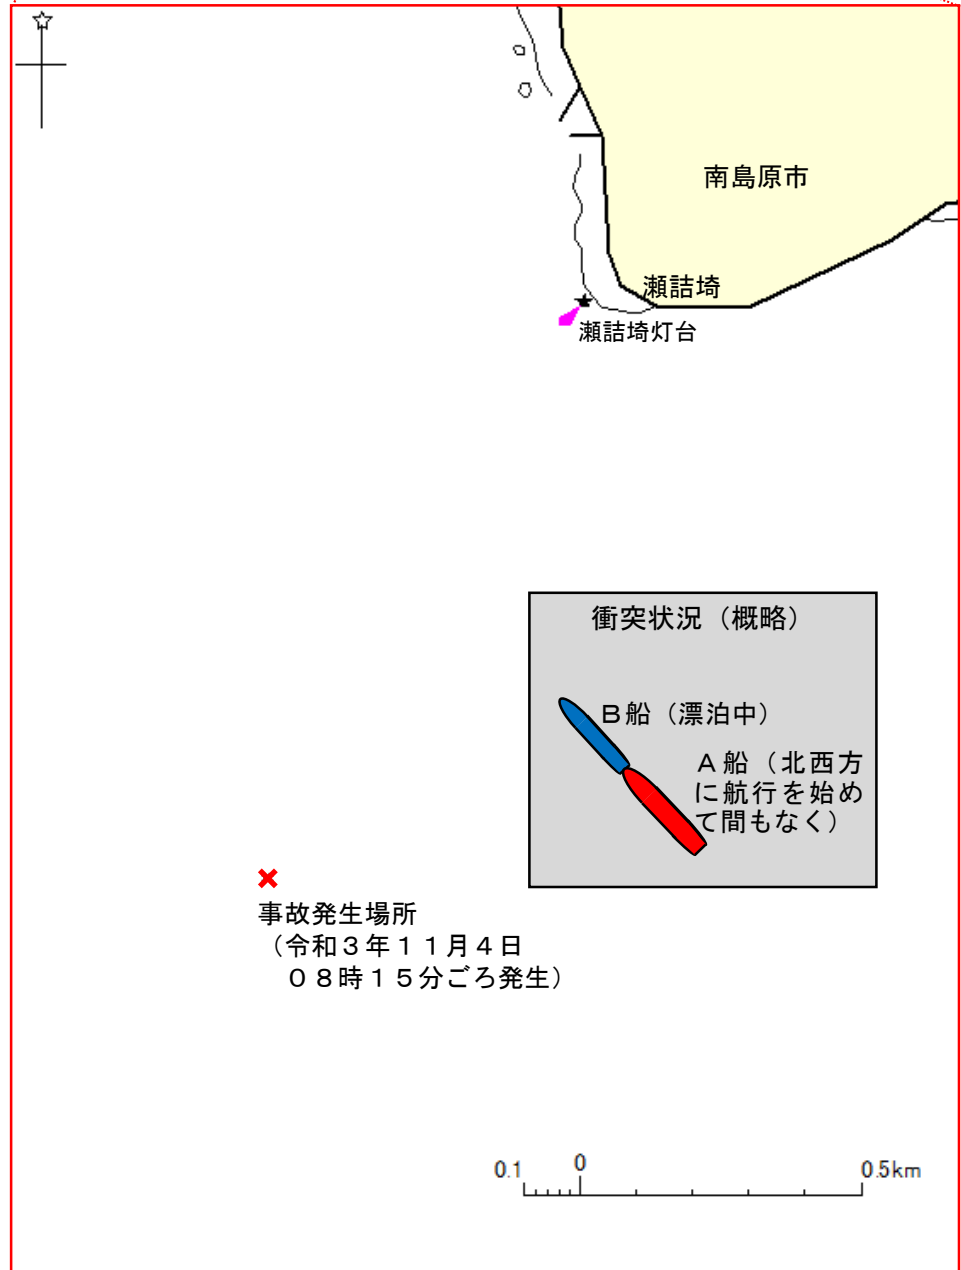 南島原市
瀬詰埼
瀬詰埼灯台
衝突状況（概略）
Ｂ船（漂泊中）
Ａ船（北西方
に航行を始め
て間もなく）
事故発生場所
（令和３年１１月４日
０８時１５分ごろ発生）
0.1 0 0.5km